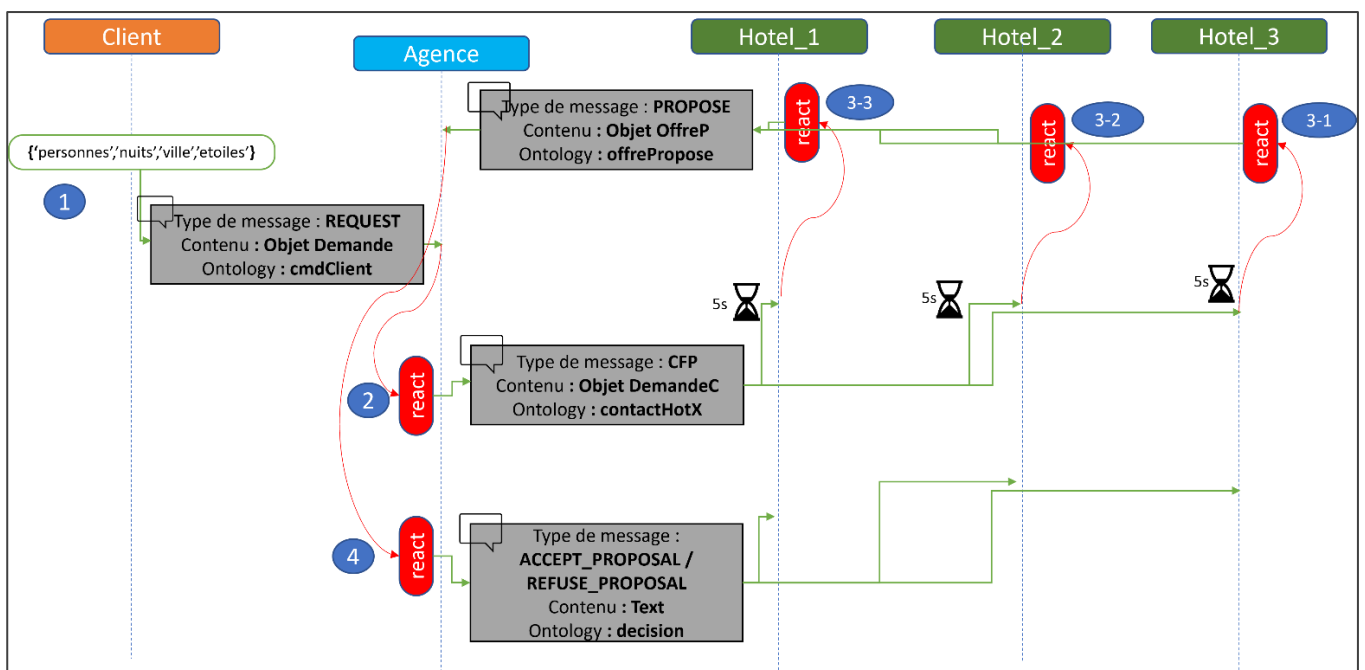 Client
Agence
Hotel_1
Hotel_2
Hotel_3
Type de message : PROPOSE
Contenu : Objet OffreP
Ontology : offrePropose
react
3-3
react
3-2
react
3-1
{'personnes','nuits','ville','etoiles'}
1
Type de message : REQUEST
Contenu : Objet Demande
Ontology : cmdClient
5s
5s
5s
2
react
Type de message : CFP
Contenu : Objet DemandeC
Ontology : contactHotX
4
react
Type de message :
ACCEPT_PROPOSAL /
REFUSE_PROPOSAL
Contenu : Text
Ontology : decision